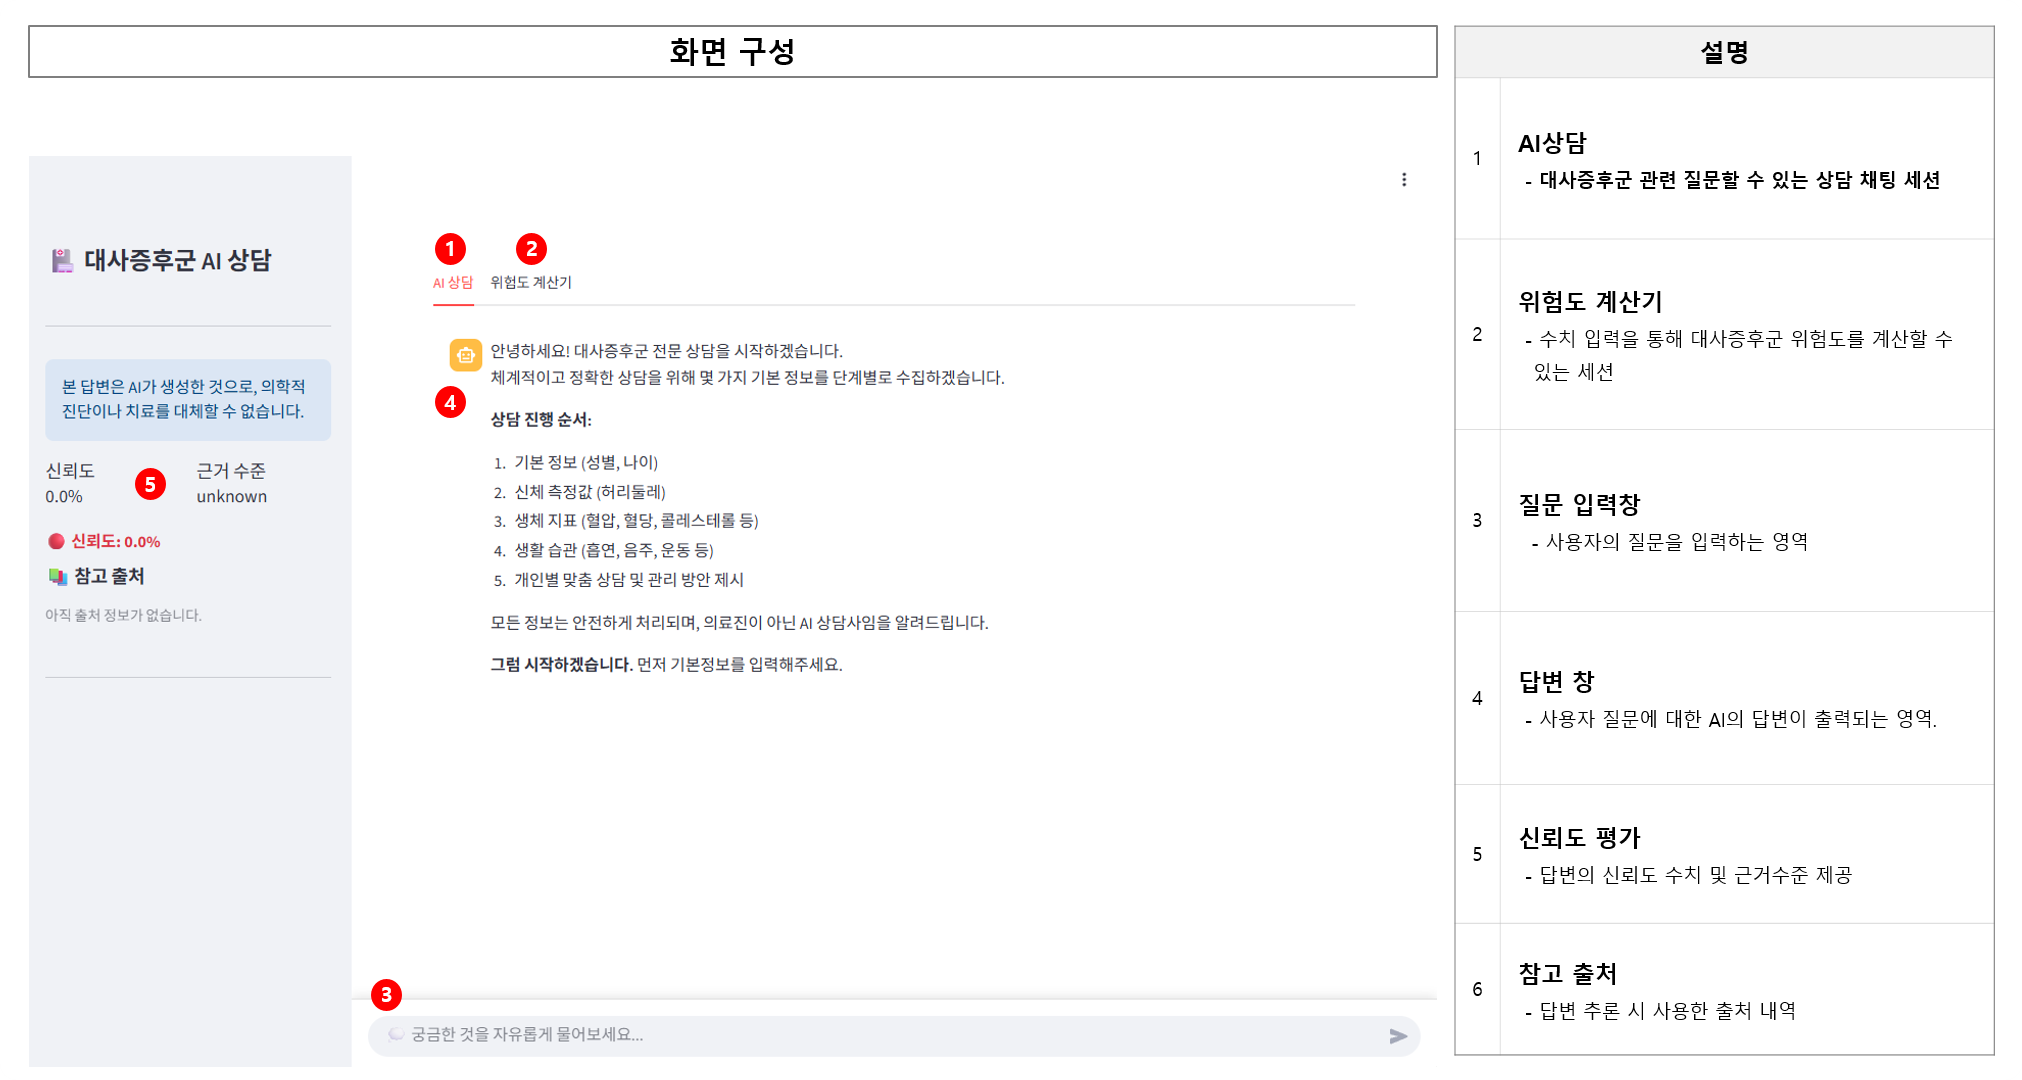 화면 구성
대사증후군 AI 상담
본 답변은 AI가 생성한 것으로, 의학적
진단이나 치료를 대체할 수 없습니다.
신뢰도
0.0%
5
근거 수준
unknown
신뢰도: 0.0%
참고 출처
아직 출처 정보가 없습니다.
1
2
AI 상담
위험도 계산기
안녕하세요! 대사증후군 전문 상담을 시작하겠습니다.
체계적이고 정확한 상담을 위해 몇 가지 기본 정보를 단계별로 수집하겠습니다.
4
상담 진행 순서:
1. 기본 정보 (성별, 나이)
2. 신체 측정값 (허리둘레)
3. 생체 지표 (혈압, 혈당, 콜레스테롤 등)
4. 생활 습관 (흡연, 음주, 운동 등)
5. 개인별 맞춤 상담 및 관리 방안 제시
모든 정보는 안전하게 처리되며, 의료진이 아닌 AI 상담사임을 알려드립니다.
그럼 시작하겠습니다. 먼저 기본정보를 입력해주세요.
3
궁금한 것을 자유롭게 물어보세요...
설명
1
AI상담
- 대사증후군 관련 질문할 수 있는 상담 채팅 세션
2
위험도 계산기
- 수치 입력을 통해 대사증후군 위험도를 계산할 수
있는 세션
3
질문 입력창
- 사용자의 질문을 입력하는 영역
4
답변 창
- 사용자 질문에 대한 AI의 답변이 출력되는 영역.
5
신뢰도 평가
- 답변의 신뢰도 수치 및 근거수준 제공
6
참고 출처
- 답변 추론 시 사용한 출처 내역